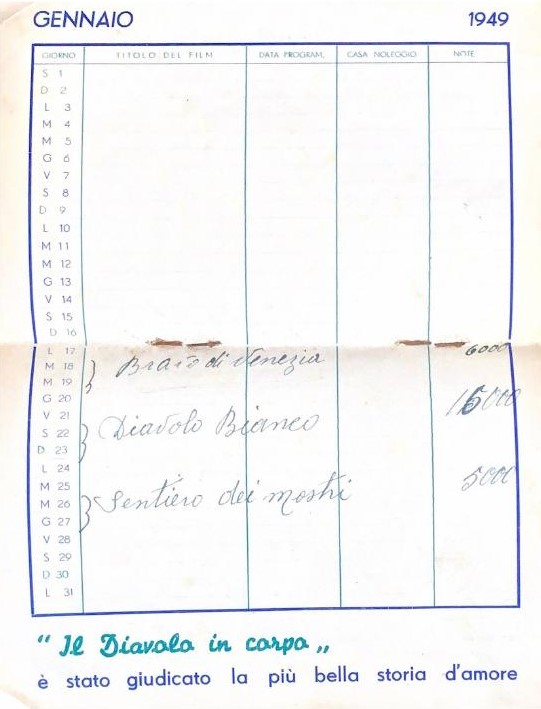 GENNAIO 1949
GIORNO TITOLO DEL FILM DATA PROGRAM. CASA NOLEGGIO NOTE
S 1
D 2
L 3
M 4
M 5
G 6
V 7
S 8
D 9
L 10
M 11
M 12
G 13
V 14
S 15
D 16
L 17 6000
M 18 di Venezia
M 19
G 20 15000
V 21
S 22 Diavolo Bianco
D 23
L 24
M 25 5000
M 26 Sentiero dei mostri
G 27
V 28
S 29
D 30
L 31
“ Il Diavolo in corpo „
è stato giudicato la più bella storia d'amore